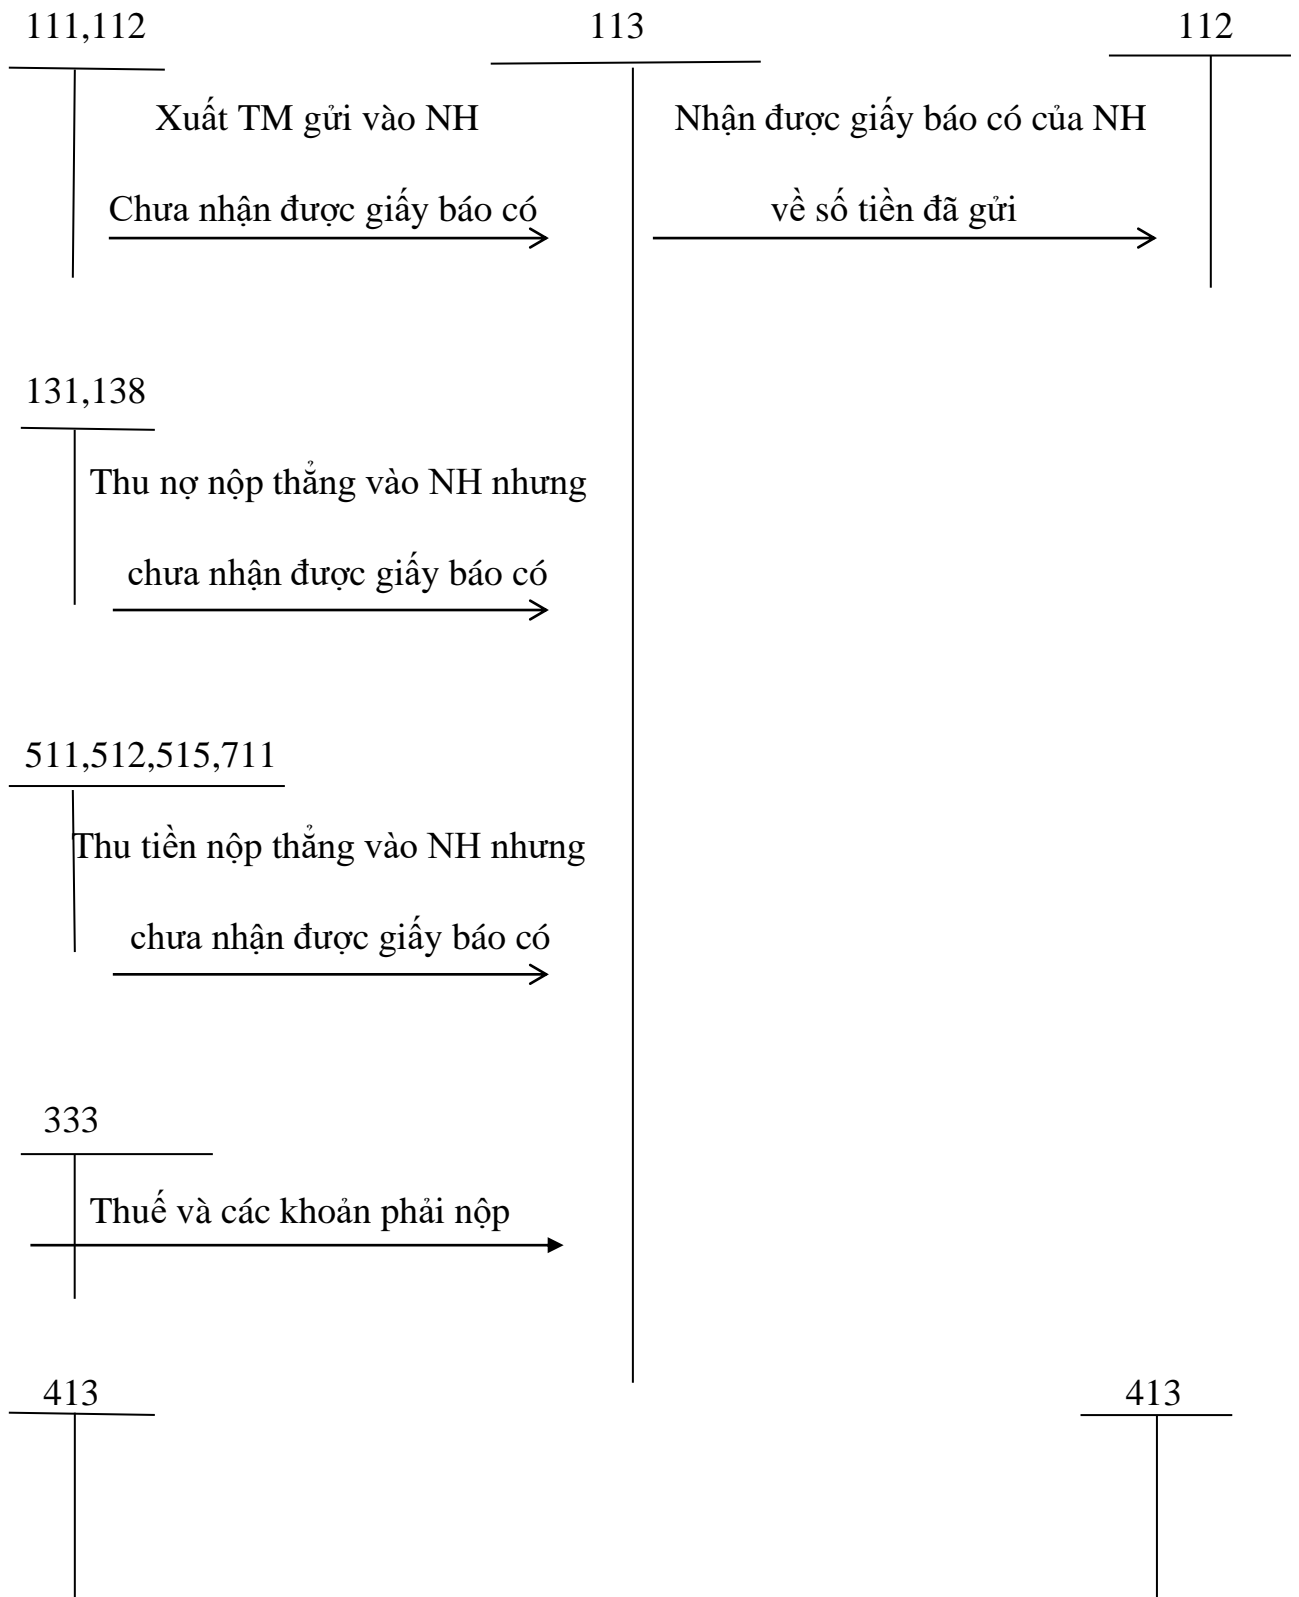 111,112 113 112
Xuất TM gửi vào NH Nhận được giấy báo có của NH
Chưa nhận được giấy báo có về số tiền đã gửi
131,138
Thu nợ nộp thẳng vào NH nhưng
chưa nhận được giấy báo có
511,512,515,711
Thu tiền nộp thẳng vào NH nhưng
chưa nhận được giấy báo có
333
Thuế và các khoản phải nộp
413 413